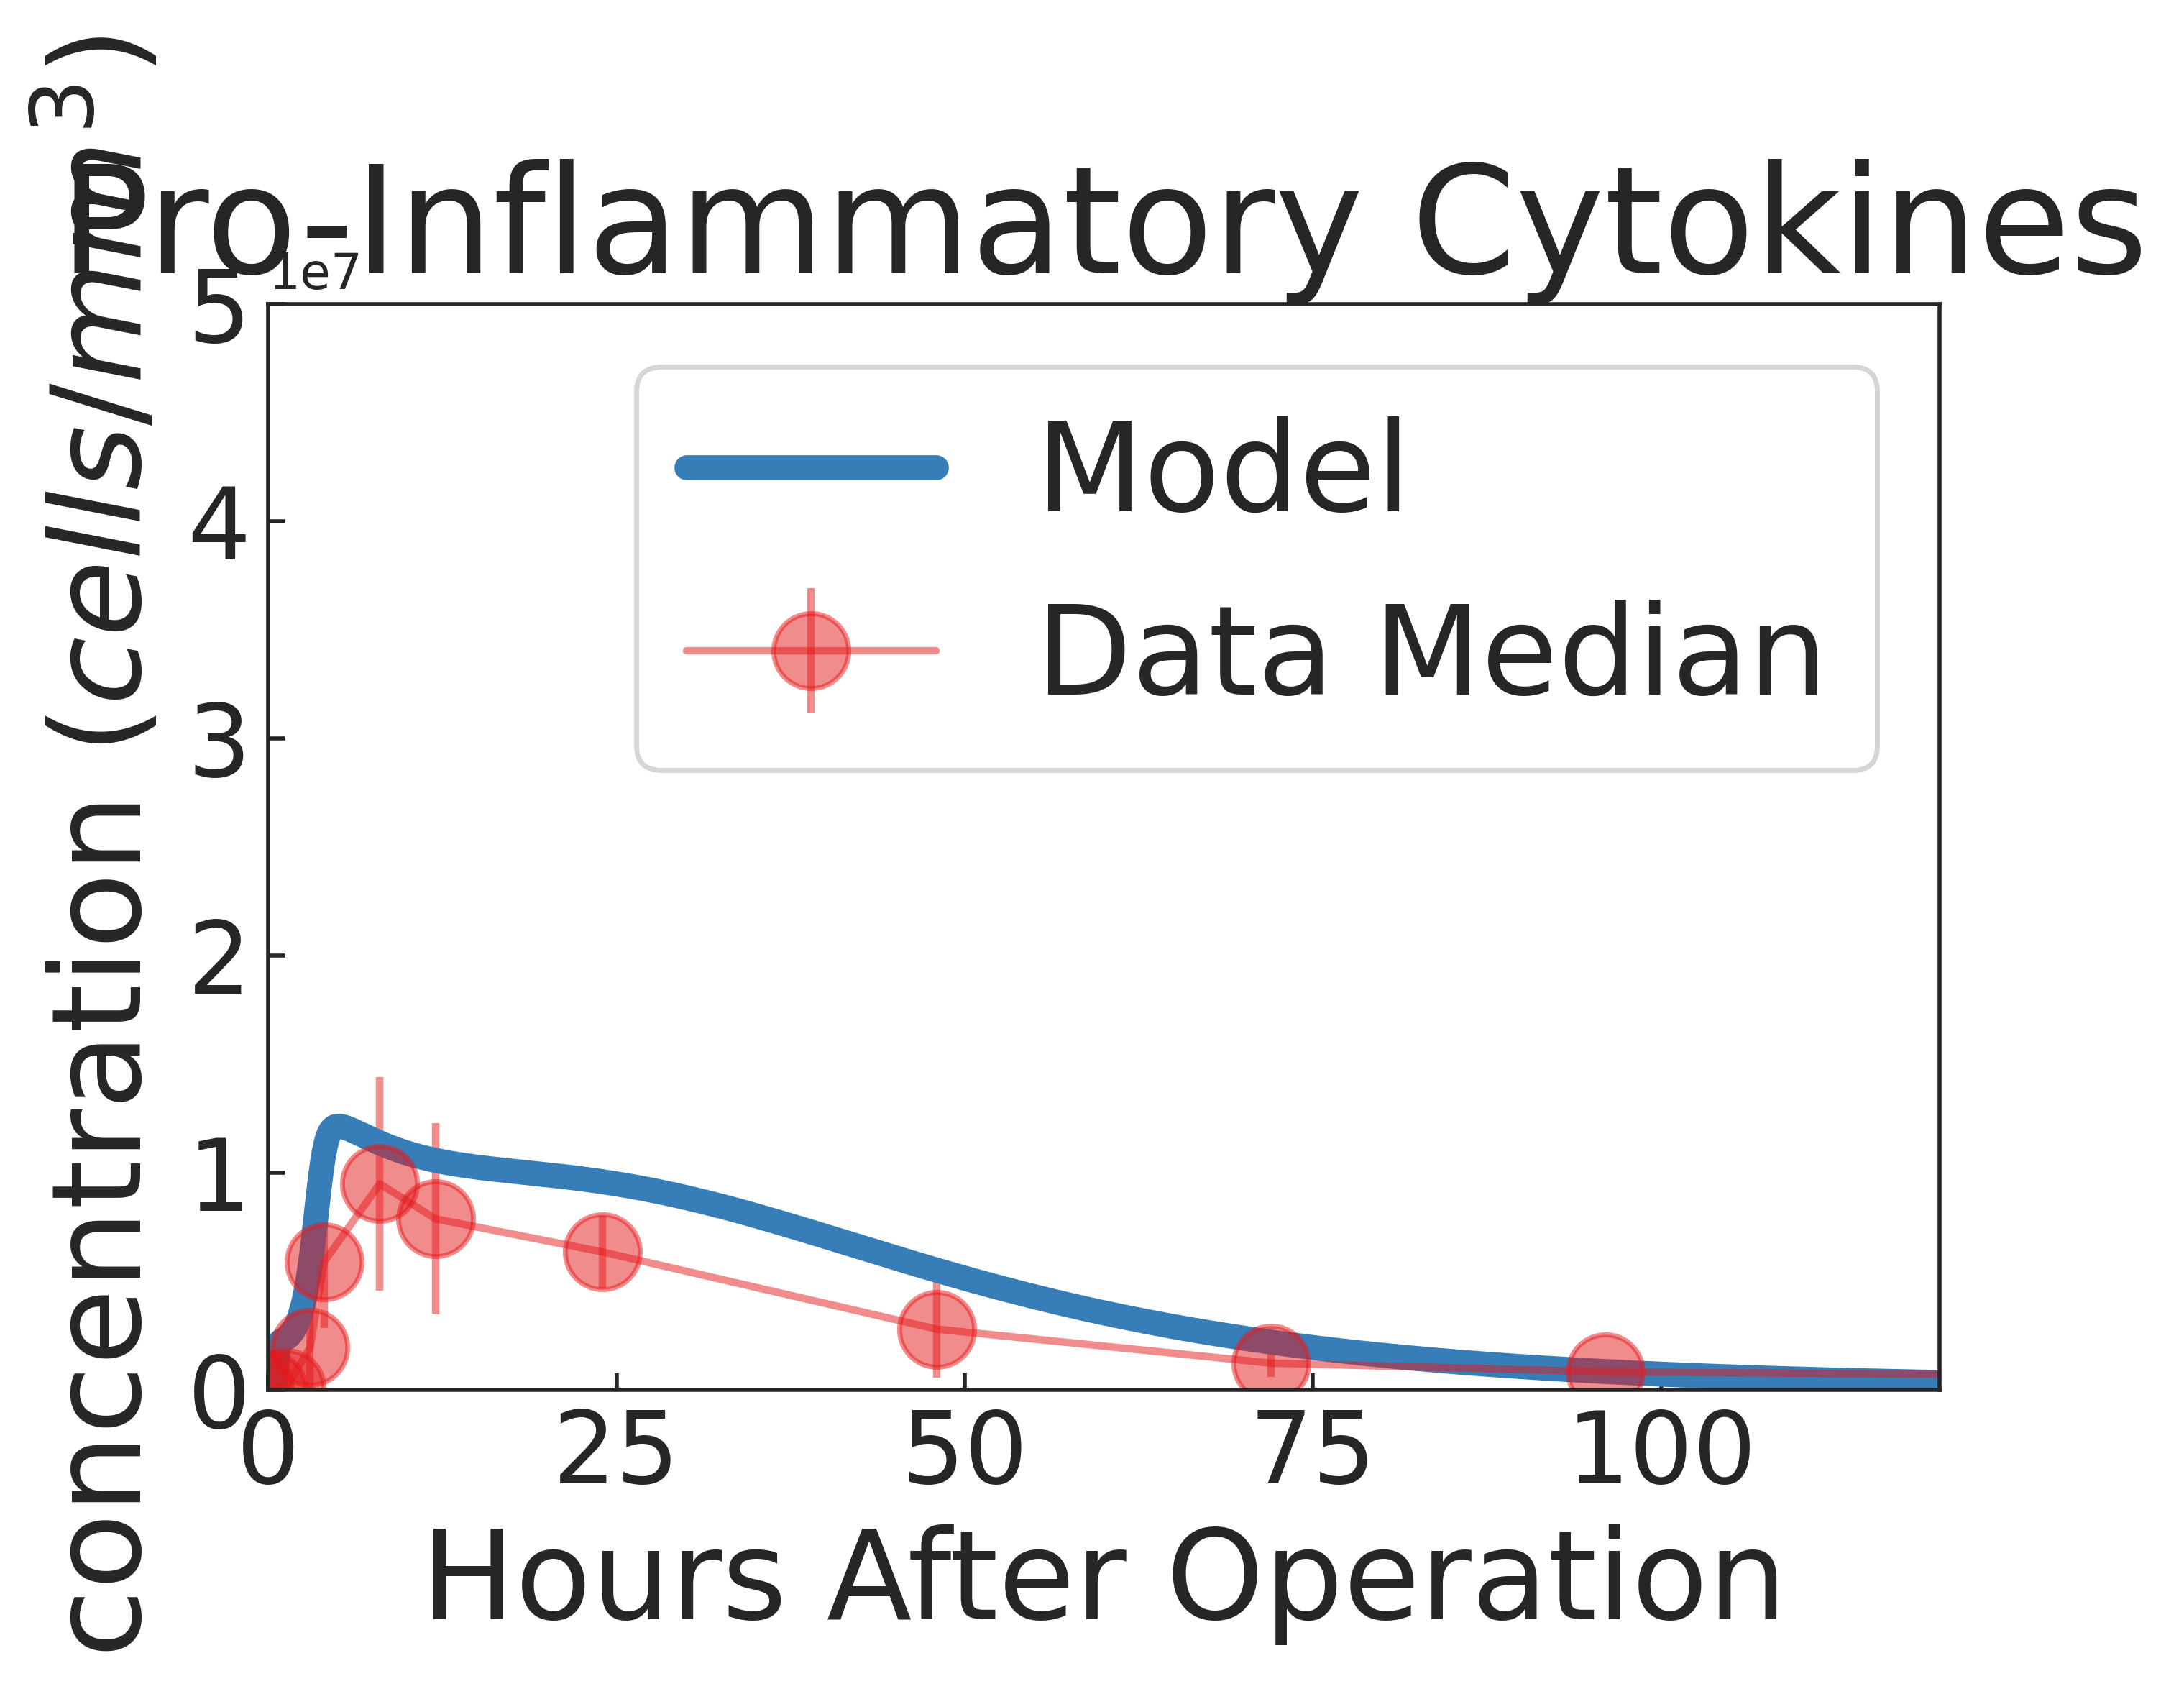 Pro-Inflammatory Cytokines
1e7
concentration (cells/mm³)
5
4
3
2
1
0
Model
Data Median
0 25 50 75 100
Hours After Operation